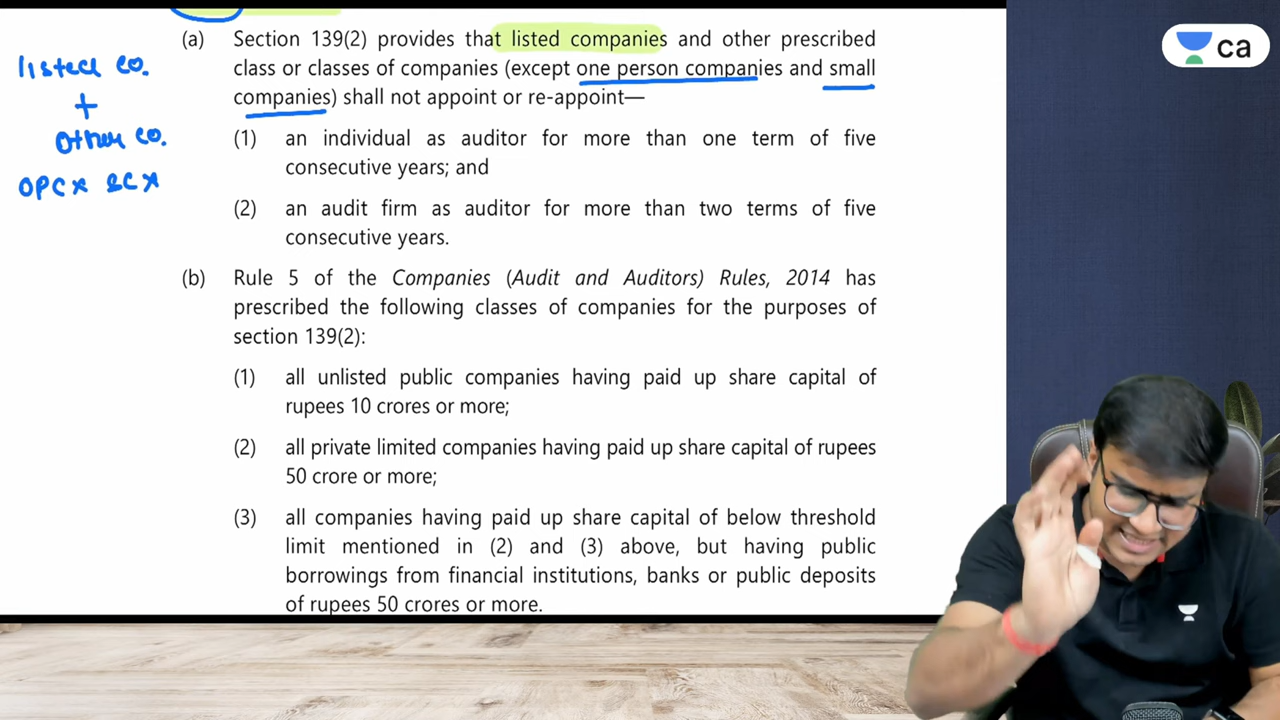 (a) Section 139(2) provides that listed companies and other prescribed
class or classes of companies (except one person companies and small
companies) shall not appoint or re-appoint—
(1) an individual as auditor for more than one term of five
consecutive years; and
(2) an audit firm as auditor for more than two terms of five
consecutive years.
(b) Rule 5 of the Companies (Audit and Auditors) Rules, 2014 has
prescribed the following classes of companies for the purposes of
section 139(2):
(1) all unlisted public companies having paid up share capital of
rupees 10 crores or more;
(2) all private limited companies having paid up share capital of rupees
50 crore or more;
(3) all companies having paid up share capital of below threshold
limit mentioned in (2) and (3) above, but having public
borrowings from financial institutions, banks or public deposits
of rupees 50 crores or more.
listed co.
+
Other co.
OPC x SC x
ca